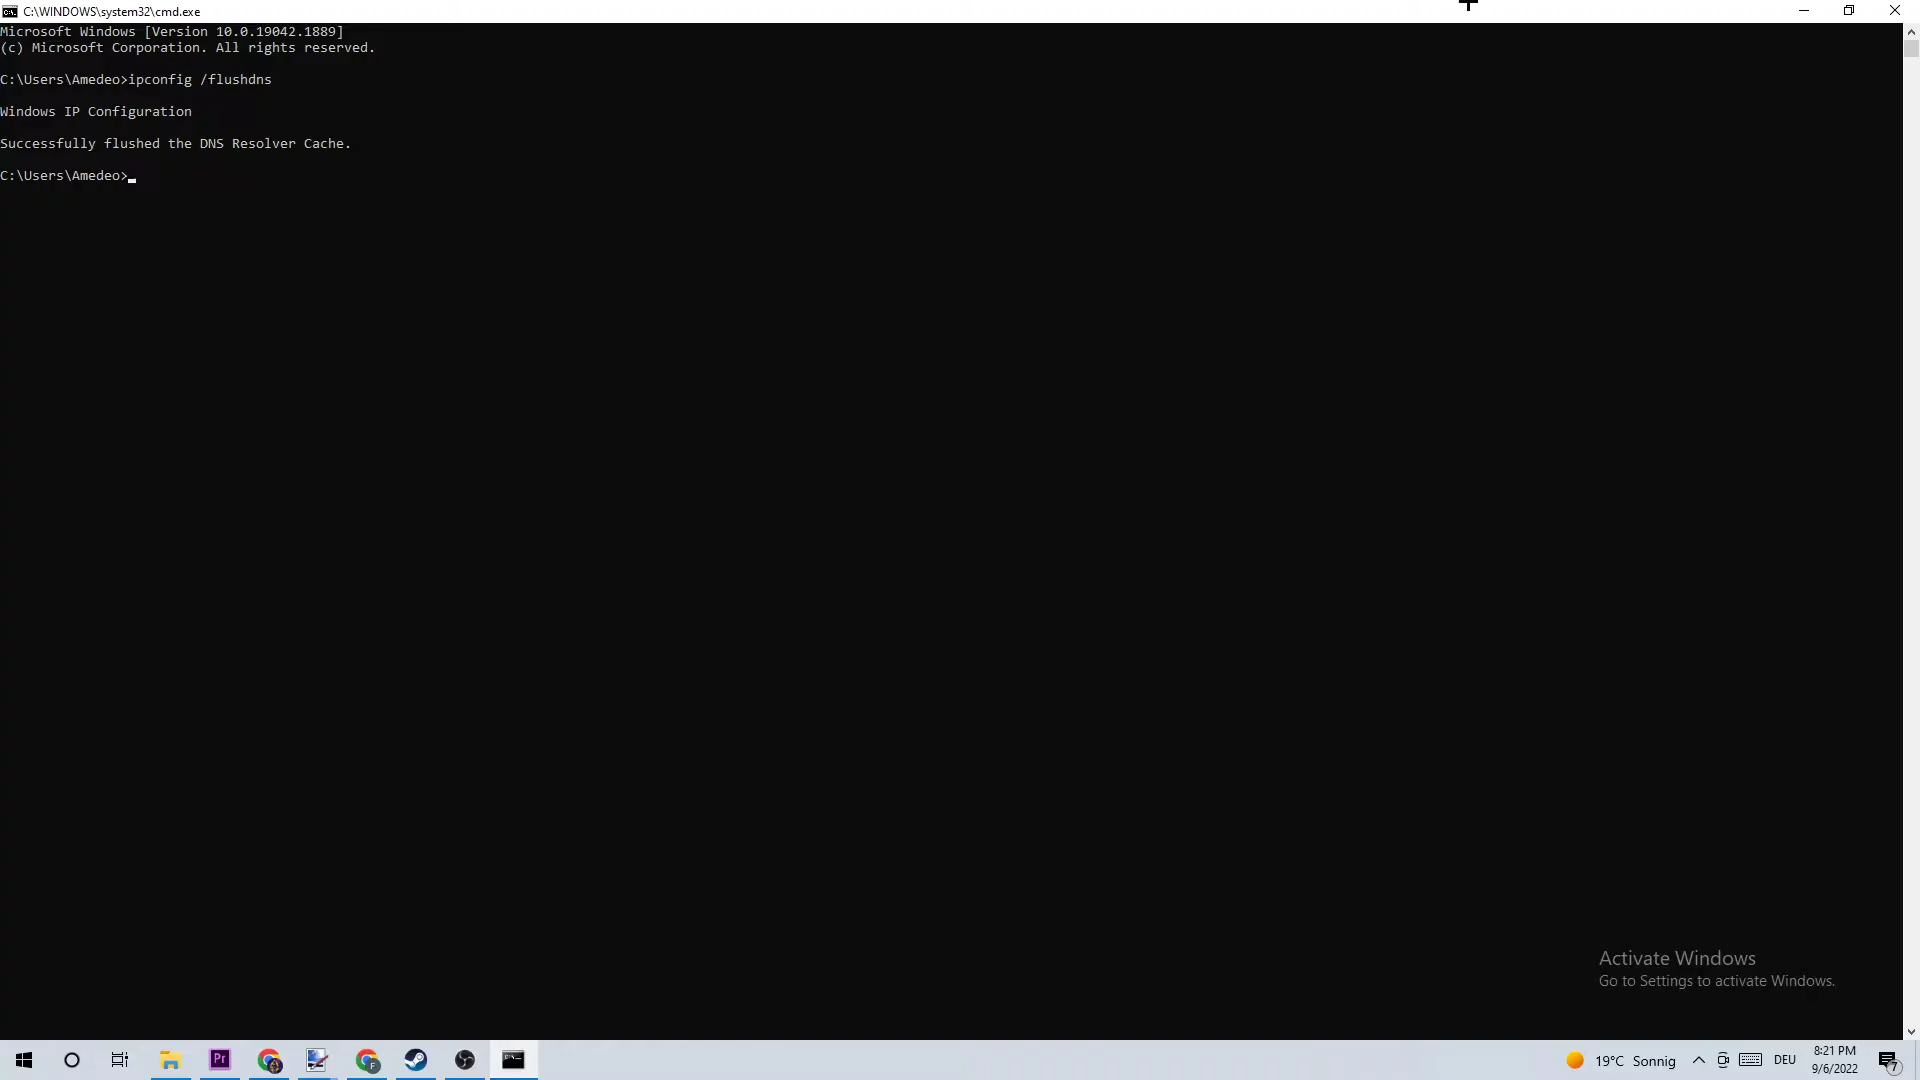 C:\WINDOWS\system32\cmd.exe
Microsoft Windows [Version 10.0.19042.1889]
(c) Microsoft Corporation. All rights reserved.
C:\Users\Amedeo>ipconfig /flushdns
Windows IP Configuration
Successfully flushed the DNS Resolver Cache.
C:\Users\Amedeo>
Activate Windows
Go to Settings to activate Windows.
Pr
F
19°C Sonnig
DEU
8:21 PM
9/6/2022
7